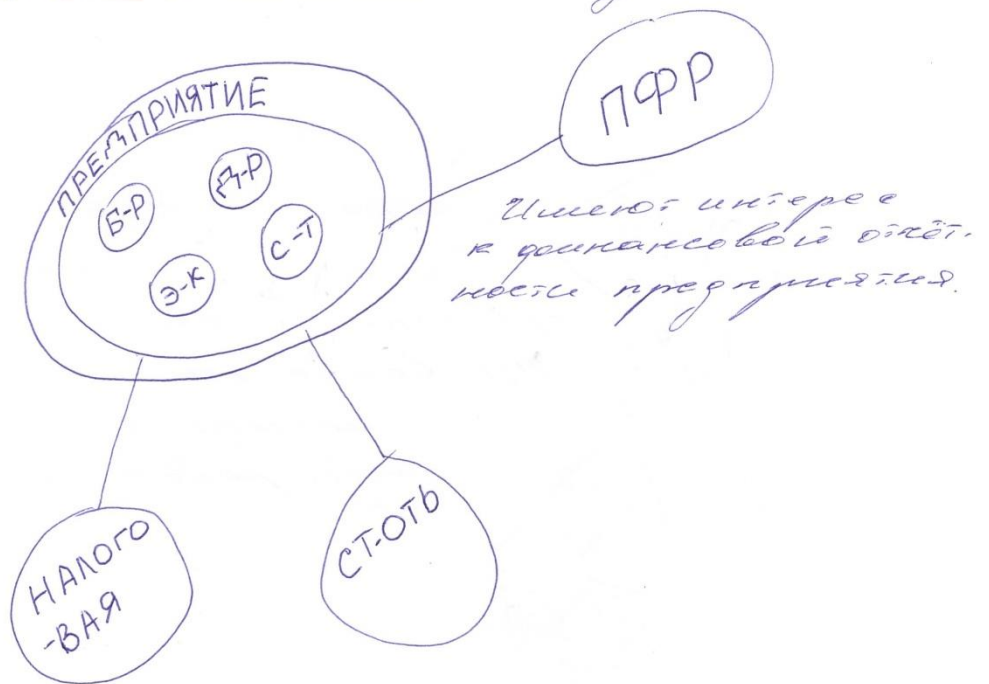 ПРЕДПРИЯТИЕ
Б-Р
Д-Р
Э-К
С-Т
ПФР
Имеют интерес
к финансовой отчёт-
ности предприятия.
НАЛОГО
-ВАЯ
СТ-ОТЬ